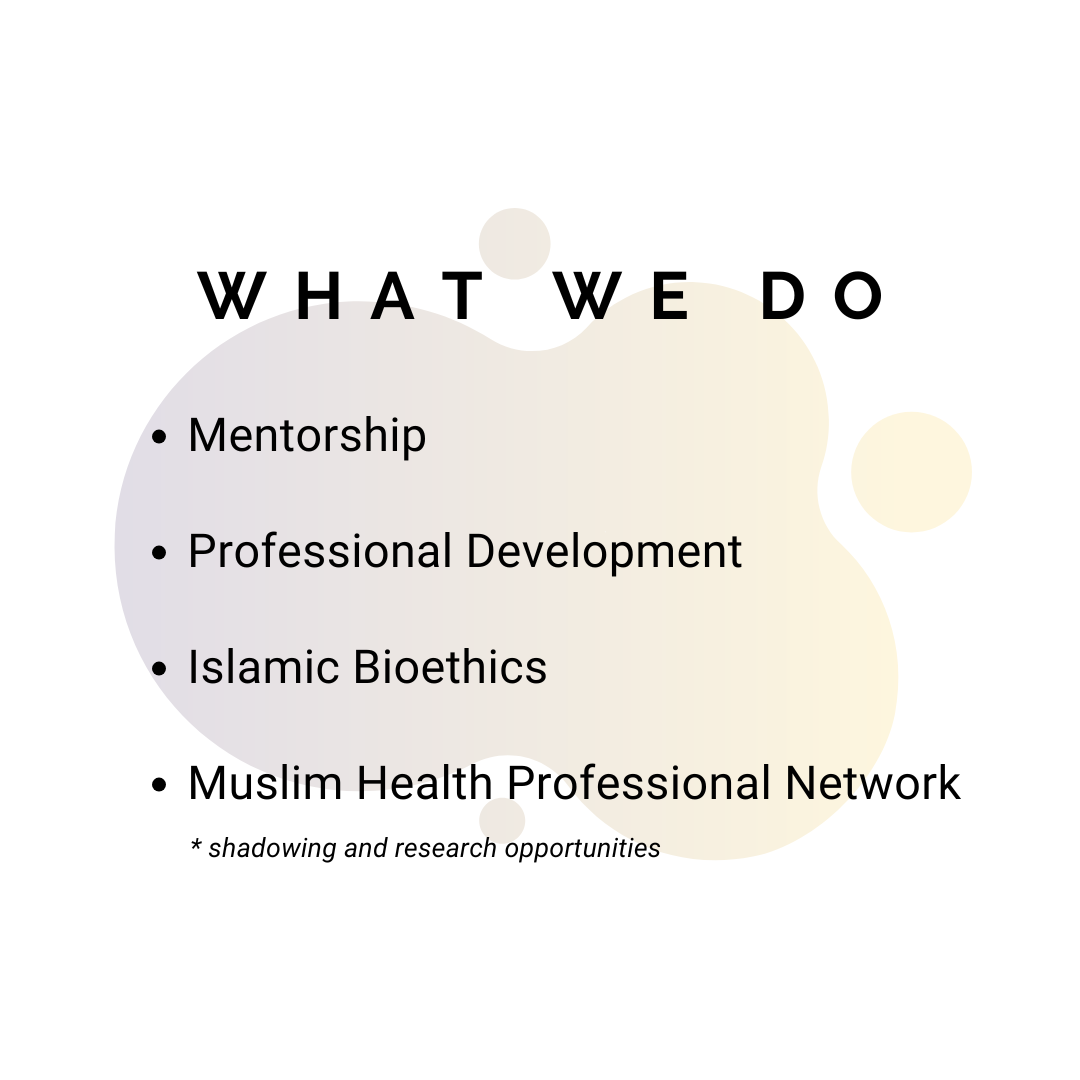 WHAT WE DO
• Mentorship
• Professional Development
• Islamic Bioethics
• Muslim Health Professional Network
* shadowing and research opportunities